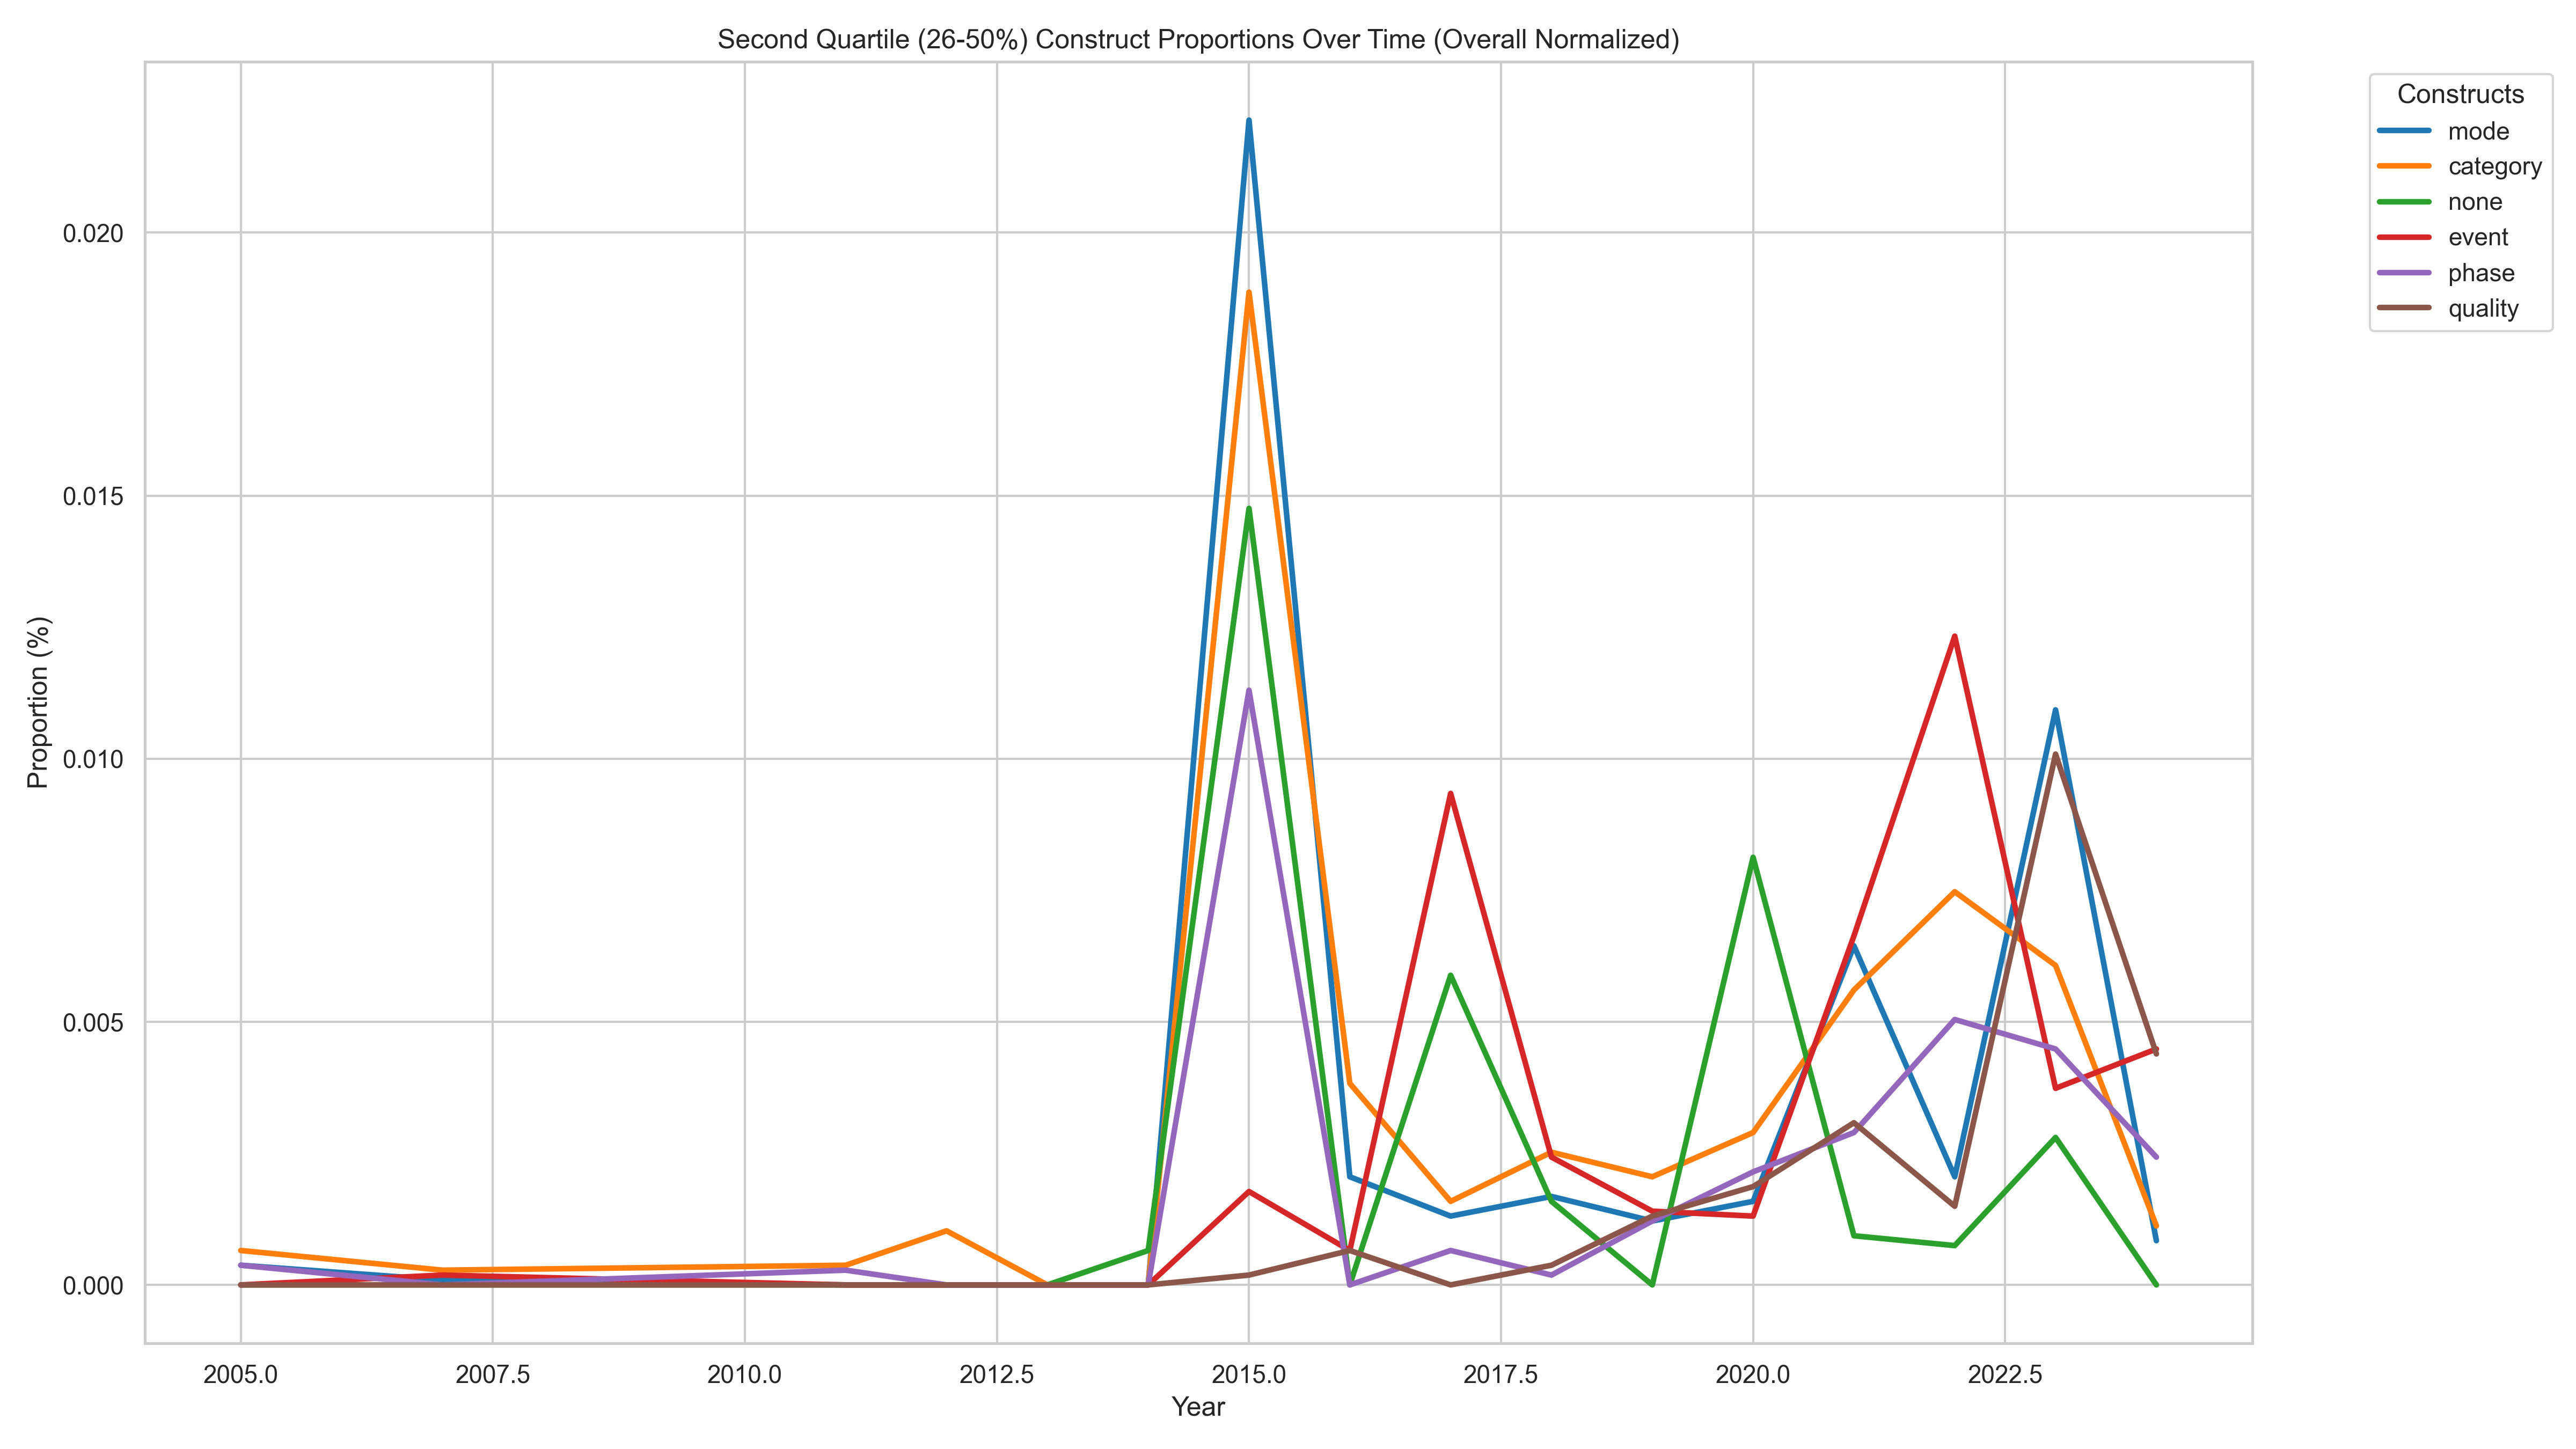 Second Quartile (26-50%) Construct Proportions Over Time (Overall Normalized)
Constructs
mode
category
none
event
phase
quality
Proportion (%)
0.020
0.015
0.010
0.005
0.000
2005.0 2007.5 2010.0 2012.5 2015.0 2017.5 2020.0 2022.5
Year